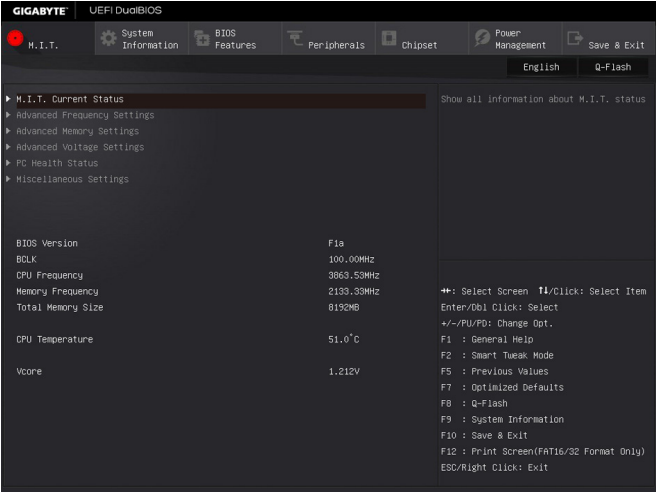 GIGABYTE™ UEFI DualBIOS
M.I.T.
System Information
BIOS Features
Peripherals
Chipset
Power Management
Save & Exit
English Q-Flash
M.I.T. Current Status
Advanced Frequency Settings
Advanced Memory Settings
Advanced Voltage Settings
PC Health Status
Miscellaneous Settings
Show all information about M.I.T. status
BIOS Version F1a
BCLK 100.00MHz
CPU Frequency 3863.53MHz
Memory Frequency 2133.33MHz
Total Memory Size 8192MB
CPU Temperature 51.0°C
Vcore 1.212V
→←: Select Screen ↑↓/Click: Select Item
Enter/Dbl Click: Select
+/-/PU/PD: Change Opt.
F1 : General Help
F2 : Smart Tweak Mode
F5 : Previous Values
F7 : Optimized Defaults
F8 : Q-Flash
F9 : System Information
F10 : Save & Exit
F12 : Print Screen(FAT16/32 Format Only)
ESC/Right Click: Exit